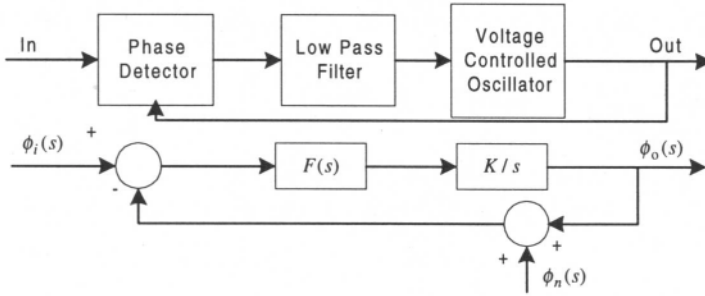 In
Phase
Detector
Low Pass
Filter
Voltage
Controlled
Oscillator
Out
ϕᵢ(s)
+
-
F(s)
K / s
ϕₒ(s)
+
+
ϕₙ(s)